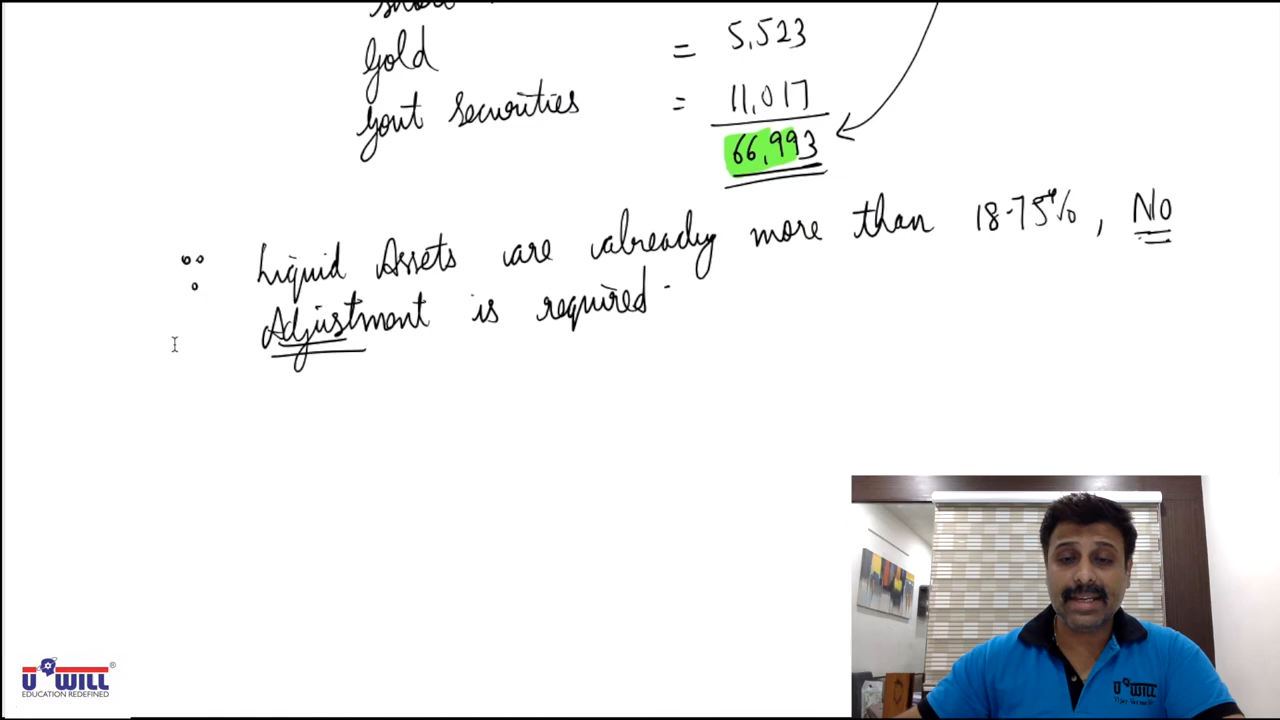 Gold = 5,523
Govt Securities = 11,017
66,993
∵ Liquid Assets are already more than 18.75%, No
Adjustment is required.
U WILL ®
EDUCATION REDEFINED
U WILL